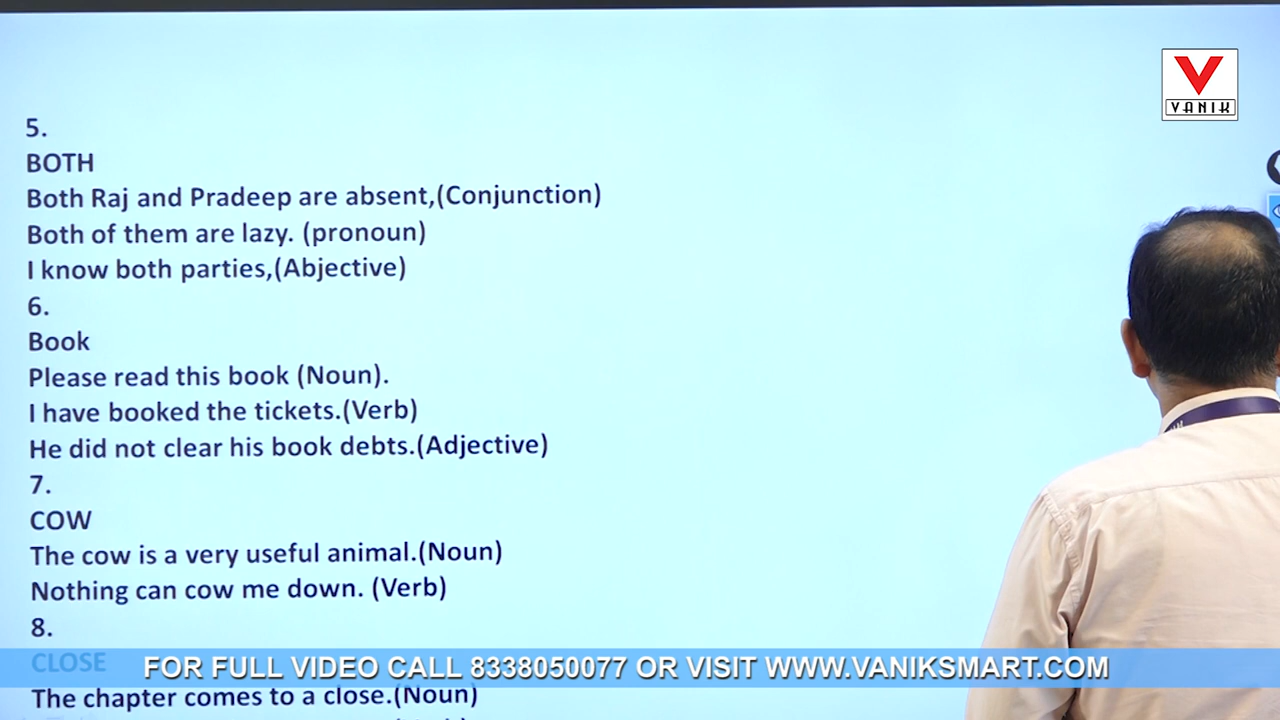 VANIK
5.
BOTH
Both Raj and Pradeep are absent,(Conjunction)
Both of them are lazy. (pronoun)
I know both parties,(Abjective)
6.
Book
Please read this book (Noun).
I have booked the tickets.(Verb)
He did not clear his book debts.(Adjective)
7.
COW
The cow is a very useful animal.(Noun)
Nothing can cow me down. (Verb)
8.
CLOSE
FOR FULL VIDEO CALL 8338050077 OR VISIT WWW.VANIKSMART.COM
The chapter comes to a close.(Noun)